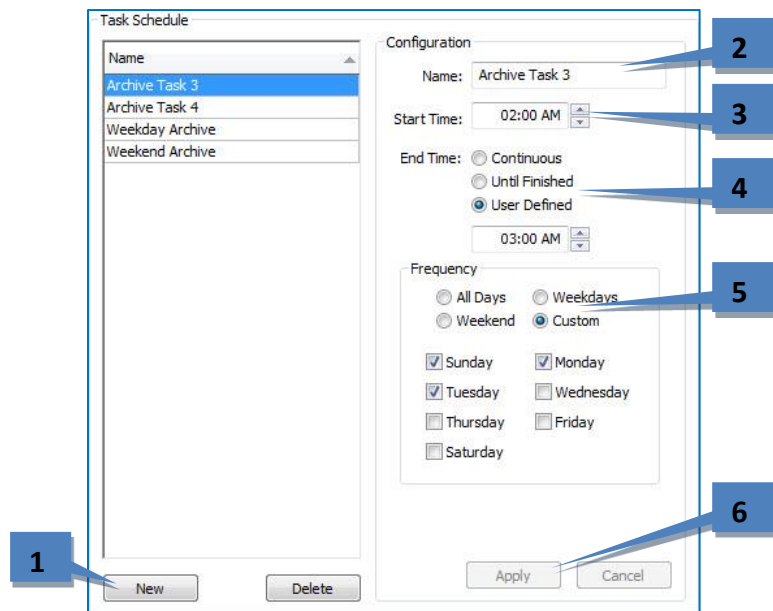 Task Schedule
Name
Archive Task 3
Archive Task 4
Weekday Archive
Weekend Archive
New
Delete
1
Configuration
Name: Archive Task 3
2
Start Time: 02:00 AM
3
End Time: Continuous
Until Finished
User Defined
4
03:00 AM
Frequency
All Days Weekdays
Weekend Custom
5
Sunday Monday
Tuesday Wednesday
Thursday Friday
Saturday
Apply Cancel
6